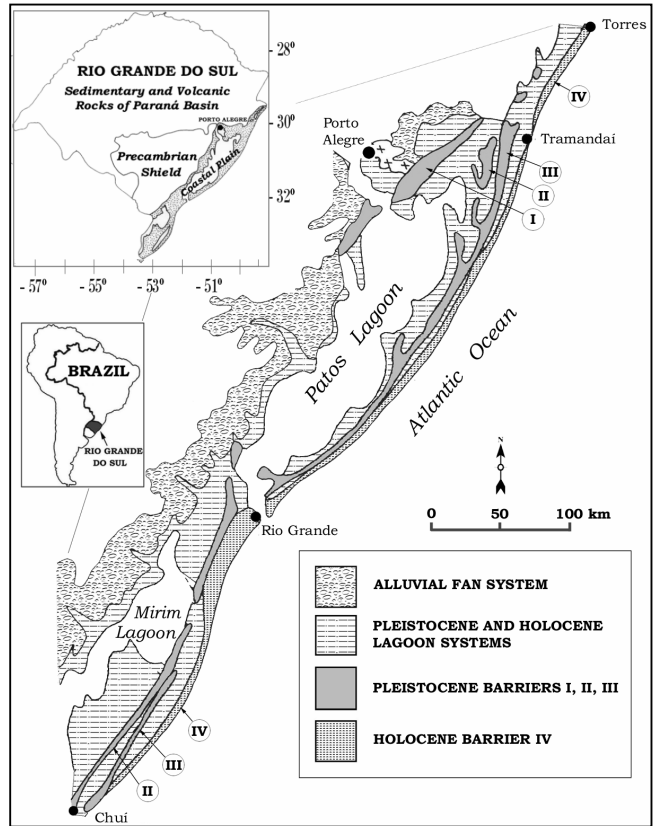 RIO GRANDE DO SUL
Sedimentary and Volcanic
Rocks of Paraná Basin
PORTO ALEGRE
Precambrian
Shield
Coastal Plain
28°
30°
32°
- 57°
- 55°
- 53°
- 51°
BRAZIL
RIO GRANDE
DO SUL
Torres
IV
Porto
Alegre
Tramandaí
III
II
I
Patos Lagoon
Atlantic Ocean
N
0 50 100 km
Rio Grande
Mirim
Lagoon
IV
III
II
Chuí
ALLUVIAL FAN SYSTEM
PLEISTOCENE AND HOLOCENE
LAGOON SYSTEMS
PLEISTOCENE BARRIERS I, II, III
HOLOCENE BARRIER IV